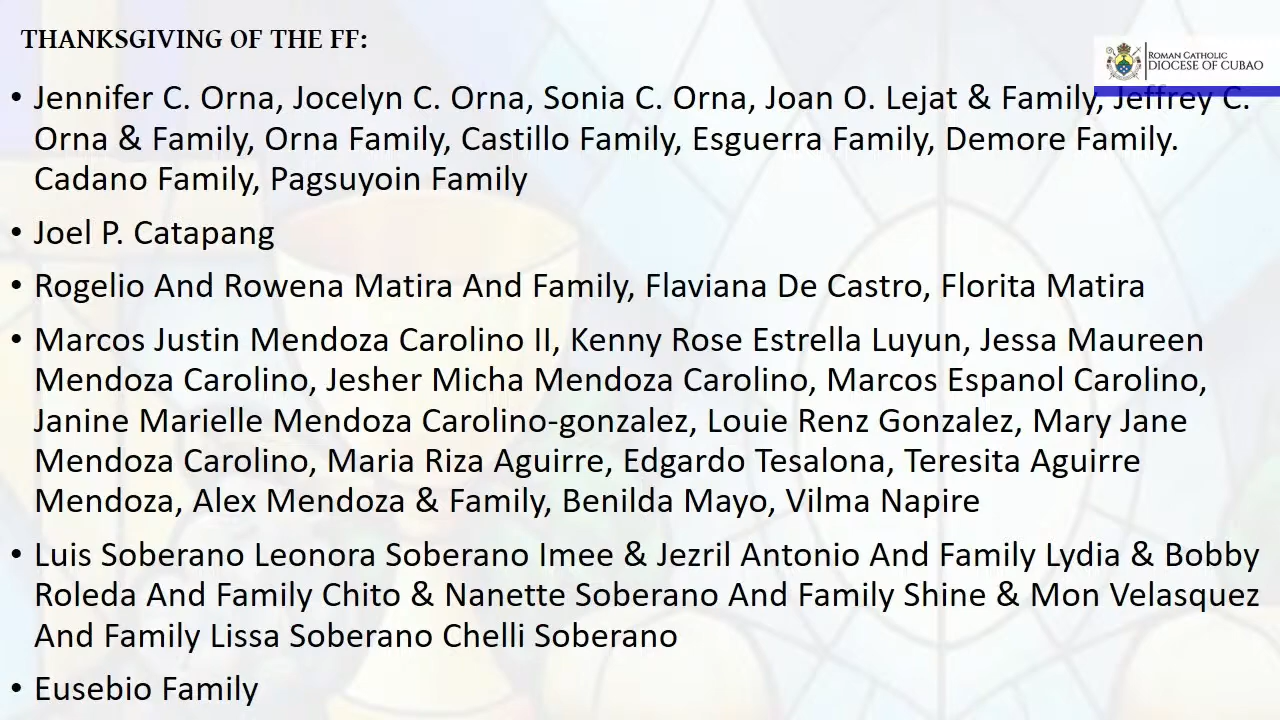 THANKSGIVING OF THE FF:
ROMAN CATHOLIC
DIOCESE OF CUBAO
• Jennifer C. Orna, Jocelyn C. Orna, Sonia C. Orna, Joan O. Lejat & Family, Jeffrey C.
Orna & Family, Orna Family, Castillo Family, Esguerra Family, Demore Family.
Cadano Family, Pagsuyoin Family
• Joel P. Catapang
• Rogelio And Rowena Matira And Family, Flaviana De Castro, Florita Matira
• Marcos Justin Mendoza Carolino II, Kenny Rose Estrella Luyun, Jessa Maureen
Mendoza Carolino, Jesher Micha Mendoza Carolino, Marcos Espanol Carolino,
Janine Marielle Mendoza Carolino-gonzalez, Louie Renz Gonzalez, Mary Jane
Mendoza Carolino, Maria Riza Aguirre, Edgardo Tesalona, Teresita Aguirre
Mendoza, Alex Mendoza & Family, Benilda Mayo, Vilma Napire
• Luis Soberano Leonora Soberano Imee & Jezril Antonio And Family Lydia & Bobby
Roleda And Family Chito & Nanette Soberano And Family Shine & Mon Velasquez
And Family Lissa Soberano Chelli Soberano
• Eusebio Family